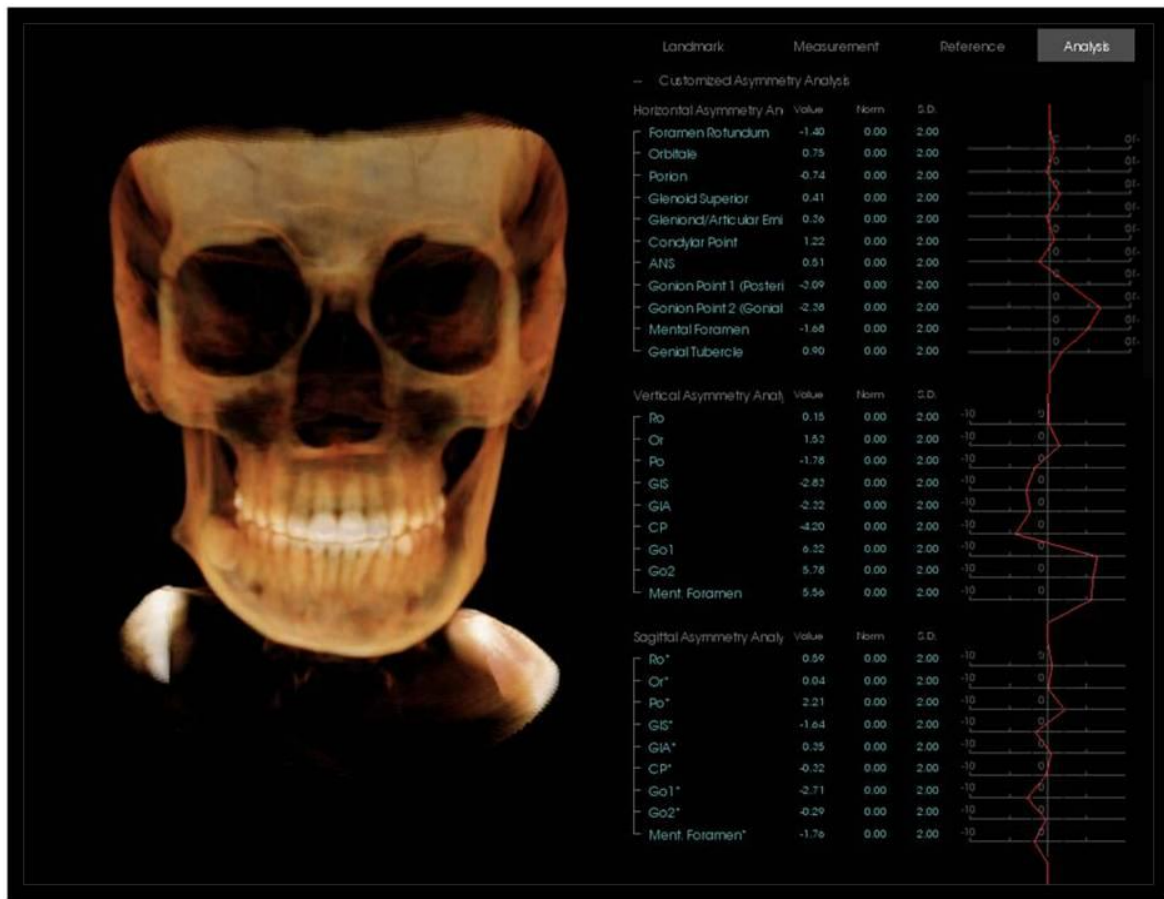 Landmark Measurement Reference Analysis
-- Customized Asymmetry Analysis
Horizontal Asymmetry An Value Norm S.D.
Foramen Rotundum -1.40 0.00 2.00
Orbitale 0.75 0.00 2.00
Porion -0.74 0.00 2.00
Glenoid Superior 0.41 0.00 2.00
Gleniond/Articular Emi 0.36 0.00 2.00
Condylar Point 1.22 0.00 2.00
ANS 0.51 0.00 2.00
Gonion Point 1 (Posteri 0.00 2.00
Gonion Point 2 (Gonial -2.38 0.00 2.00
Mental Foramen -1.68 0.00 2.00
Genial Tubercle 0.90 0.00 2.00
Vertical Asymmetry Anal Value Norm S.D.
Ro 0.15 0.00 2.00
Or 1.53 0.00 2.00
Po -1.78 0.00 2.00
GlS -2.83 0.00 2.00
GlA -2.32 0.00 2.00
CP -4.20 0.00 2.00
Go1 6.32 0.00 2.00
Go2 5.78 0.00 2.00
Ment. Foramen 5.56 0.00 2.00
Sagittal Asymmetry Analy Value Norm S.D.
Ro* 0.59 0.00 2.00
Or* 0.04 0.00 2.00
Po* 2.21 0.00 2.00
GlS* -1.64 0.00 2.00
GlA* 0.35 0.00 2.00
CP* -0.32 0.00 2.00
Go1* -2.71 0.00 2.00
Go2* -0.29 0.00 2.00
Ment. Foramen* -1.76 0.00 2.00